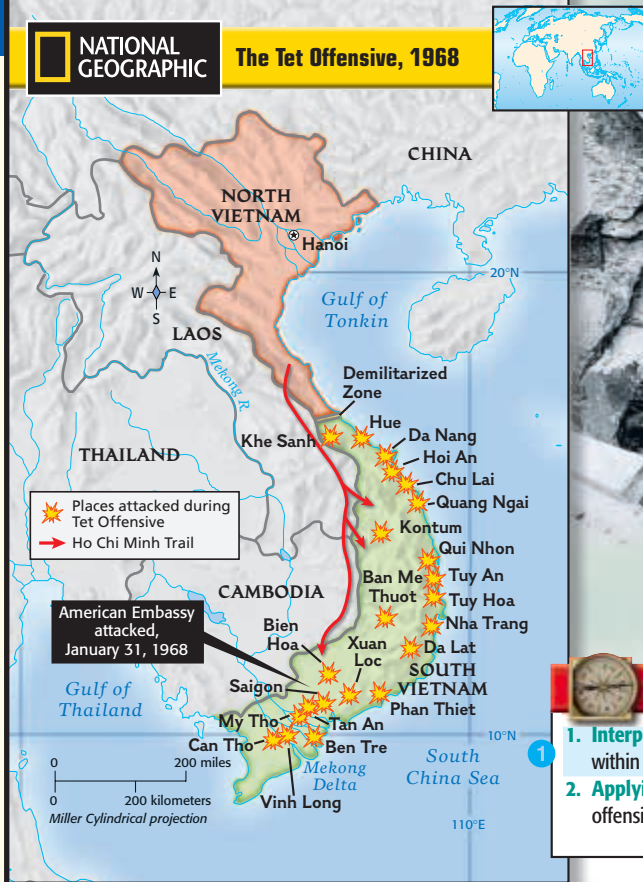 NATIONAL
GEOGRAPHIC
The Tet Offensive, 1968
CHINA
NORTH
VIETNAM
Hanoi
N
W E
S
20°N
Gulf of
Tonkin
LAOS
Mekong R.
Demilitarized
Zone
Khe Sanh
Hue
Da Nang
Hoi An
Chu Lai
Quang Ngai
THAILAND
Places attacked during
Tet Offensive
Ho Chi Minh Trail
Kontum
Qui Nhon
CAMBODIA
Ban Me
Thuot
Tuy An
Tuy Hoa
Nha Trang
American Embassy
attacked,
January 31, 1968
Bien
Hoa
Xuan
Loc
Da Lat
SOUTH
VIETNAM
Gulf of
Thailand
Saigon
Phan Thiet
My Tho
Tan An
Can Tho
Ben Tre
10°N
0 200 miles
0 200 kilometers
Miller Cylindrical projection
Mekong
Delta
Vinh Long
South
China Sea
110°E
1
1. Interp
within
2. Applyi
offensi